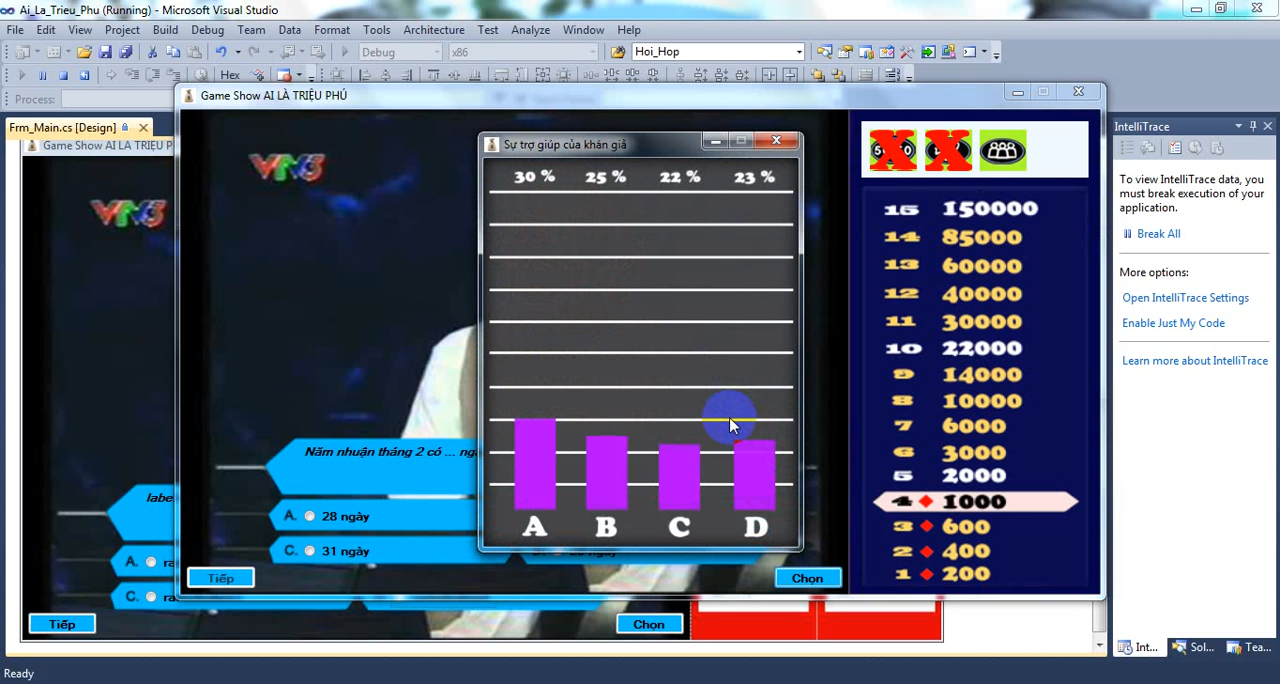 Ai_La_Trieu_Phu (Running) - Microsoft Visual Studio
File Edit View Project Build Debug Team Data Format Tools Architecture Test Analyze Window Help
Debug x86 Hoi_Hop
Hex
Process:
Game Show AI LÀ TRIỆU PHÚ
Frm_Main.cs [Design]
Game Show AI LÀ TRIỆU P
VTV3
VTV3
Sự trợ giúp của khán giả
30 % 25 % 22 % 23 %
A B C D
Năm nhuận tháng 2 có ... ng
A. 28 ngày
C. 31 ngày
Tiếp
Chọn
labe
A. ra
C. ra
Tiếp
Chọn
15 150000
14 85000
13 60000
12 40000
11 30000
10 22000
9 14000
8 10000
7 6000
6 3000
5 2000
4 1000
3 600
2 400
1 200
IntelliTrace
To view IntelliTrace data, you
must break execution of your
application.
Break All
More options:
Open IntelliTrace Settings
Enable Just My Code
Learn more about IntelliTrace
Int... Sol... Tea...
Ready